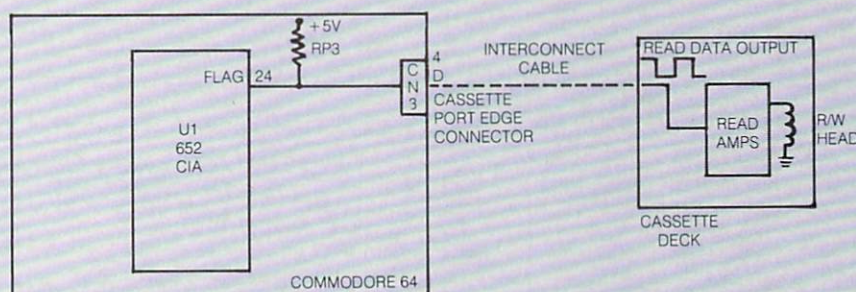 +5V
RP3
FLAG 24
U1
652
CIA
C
N
3
4
D
CASSETTE
PORT EDGE
CONNECTOR
COMMODORE 64
INTERCONNECT
CABLE
READ DATA OUTPUT
READ
AMPS
R/W
HEAD
CASSETTE
DECK